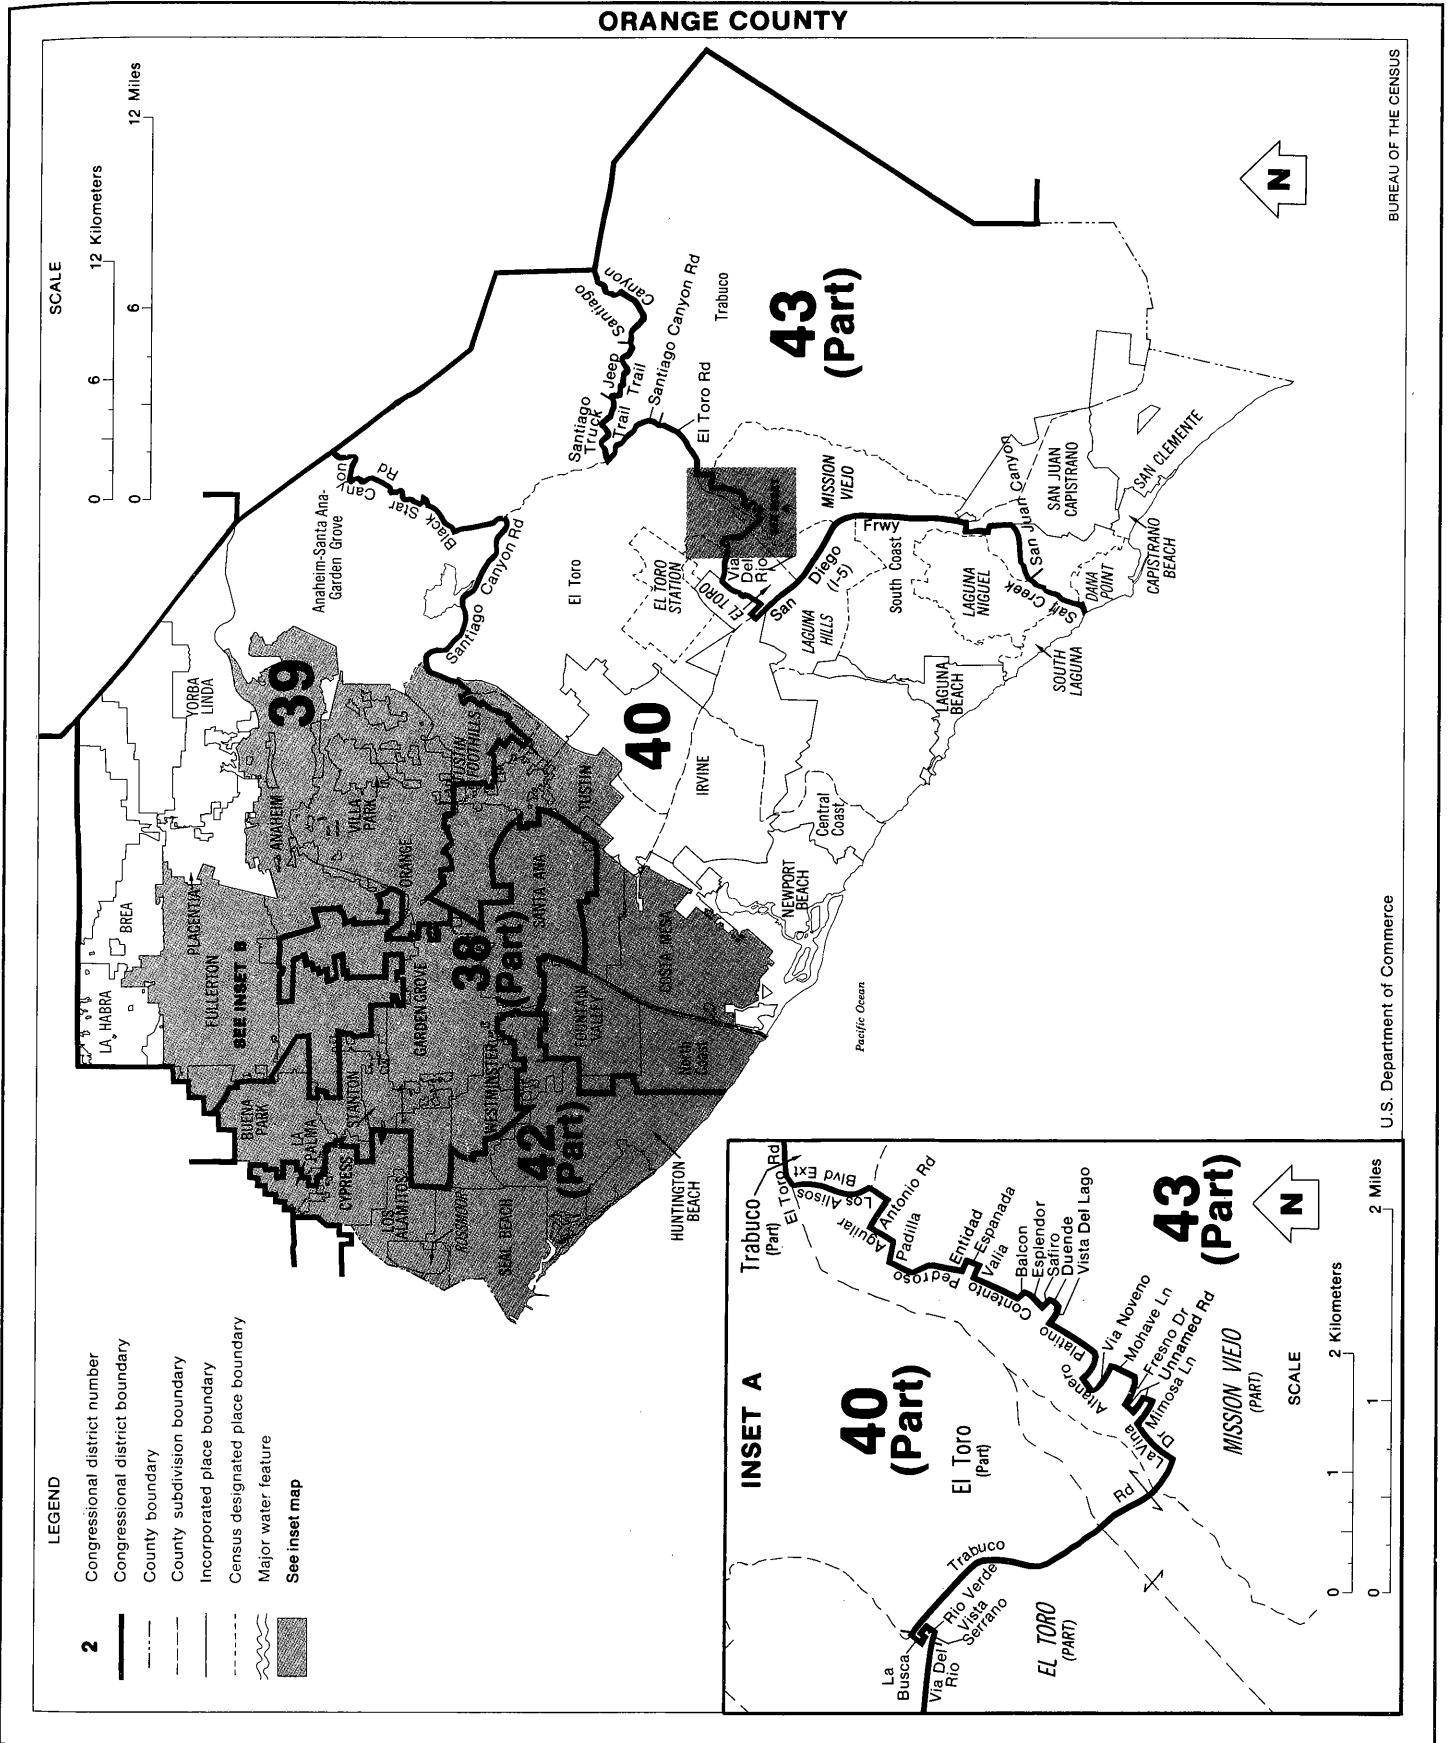 ORANGE COUNTY
LEGEND
2
Congressional district number
Congressional district boundary
County boundary
County subdivision boundary
Incorporated place boundary
Census designated place boundary
Major water feature
See inset map
SCALE
0
6
12 Kilometers
0
6
12 Miles
LA HABRA
BREA
YORBA
LINDA
PLACENTIA
FULLERTON
SEE INSET B
ANAHEIM
39
Anaheim-Santa Ana-
Garden Grove
BUENA
PARK
LA
PALMA
CYPRESS
STANTON
VILLA
PARK
ORANGE
LOS
ALAMITOS
GARDEN GROVE
ROSSMOOR
38
(Part)
TUSTIN
FOOTHILLS
WESTMINSTER
SANTA ANA
SEAL BEACH
42
(Part)
FOUNTAIN
VALLEY
TUSTIN
COSTA MESA
North
Coast
HUNTINGTON
BEACH
40
IRVINE
Central
Coast
NEWPORT
BEACH
Pacific Ocean
Black Star
Canyon
Rd
Santiago Canyon Rd
El Toro
EL TORO
STATION
EL TORO
Via
Del
Rio
Santiago
Truck
Trail
Jeep
Trail
Santiago
Canyon
Santiago Canyon Rd
El Toro Rd
Trabuco
43
(Part)
SEE INSET
A
MISSION
VIEJO
San
Diego
(I-5)
Frwy
LAGUNA
HILLS
South Coast
LAGUNA
NIGUEL
LAGUNA
BEACH
SOUTH
LAGUNA
Salt Creek
San Juan Canyon
SAN JUAN
CAPISTRANO
DANA
POINT
CAPISTRANO
BEACH
SAN CLEMENTE
N
INSET A
Trabuco
(Part)
El Toro Rd
El
Toro
Los Alisos
Blvd Ext
Antonio Rd
Aguilar
Padilla
Pedroso
Entidad
Espanada
Vallia
Contento
Balcon
Esplendor
Safiro
Duende
Vista Del Lago
Platino
Altanero
Via Noveno
Mohave Ln
Fresno Dr
Unnamed Rd
Mimosa Ln
LaVina
Dr
Trabuco
Rd
40
(Part)
El Toro
(Part)
43
(Part)
MISSION VIEJO
(PART)
La
Busca
Via Del
Rio
Rio Verde
Vista
Serrano
EL TORO
(PART)
N
SCALE
0
1
2 Kilometers
0
1
2 Miles
U.S. Department of Commerce
BUREAU OF THE CENSUS